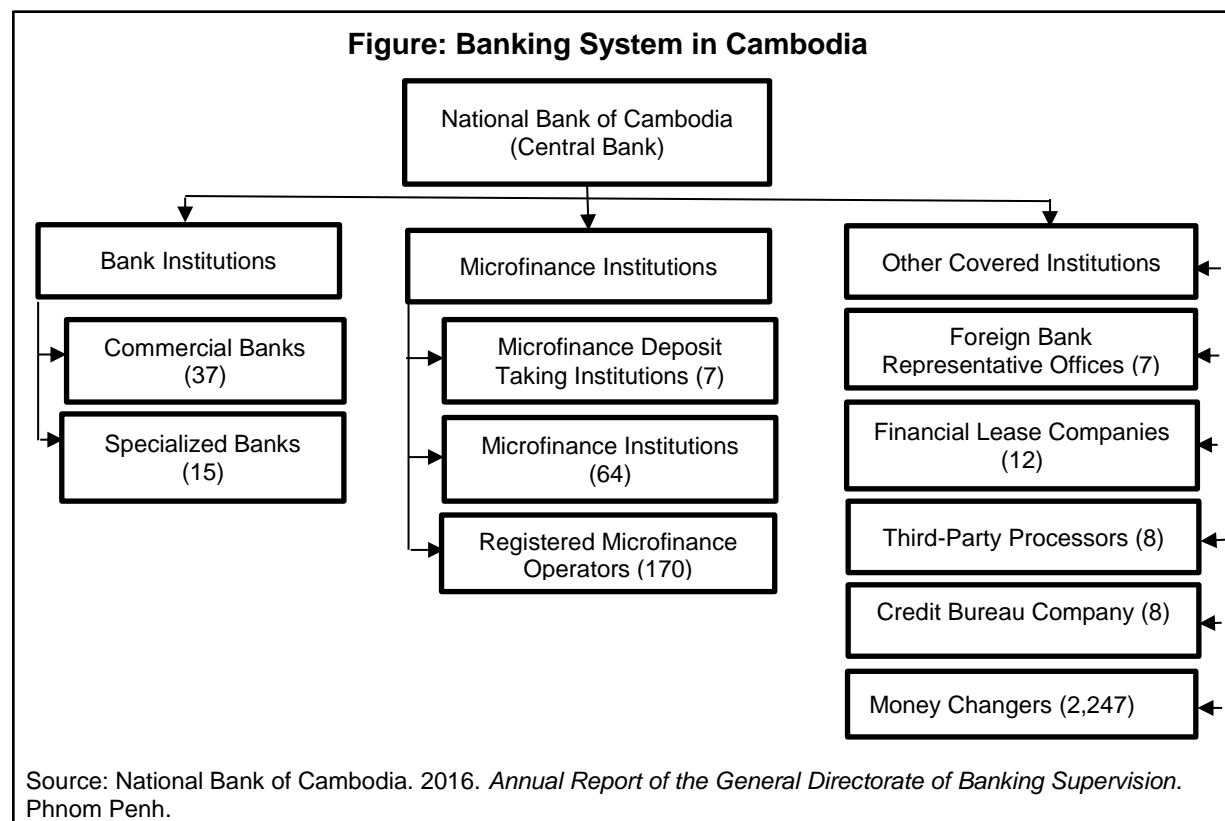 Figure: Banking System in Cambodia
National Bank of Cambodia
(Central Bank)
Bank Institutions
Commercial Banks
(37)
Specialized Banks
(15)
Microfinance Institutions
Microfinance Deposit
Taking Institutions (7)
Microfinance Institutions
(64)
Registered Microfinance
Operators (170)
Other Covered Institutions
Foreign Bank
Representative Offices (7)
Financial Lease Companies
(12)
Third-Party Processors (8)
Credit Bureau Company (8)
Money Changers (2,247)
Source: National Bank of Cambodia. 2016. Annual Report of the General Directorate of Banking Supervision.
Phnom Penh.